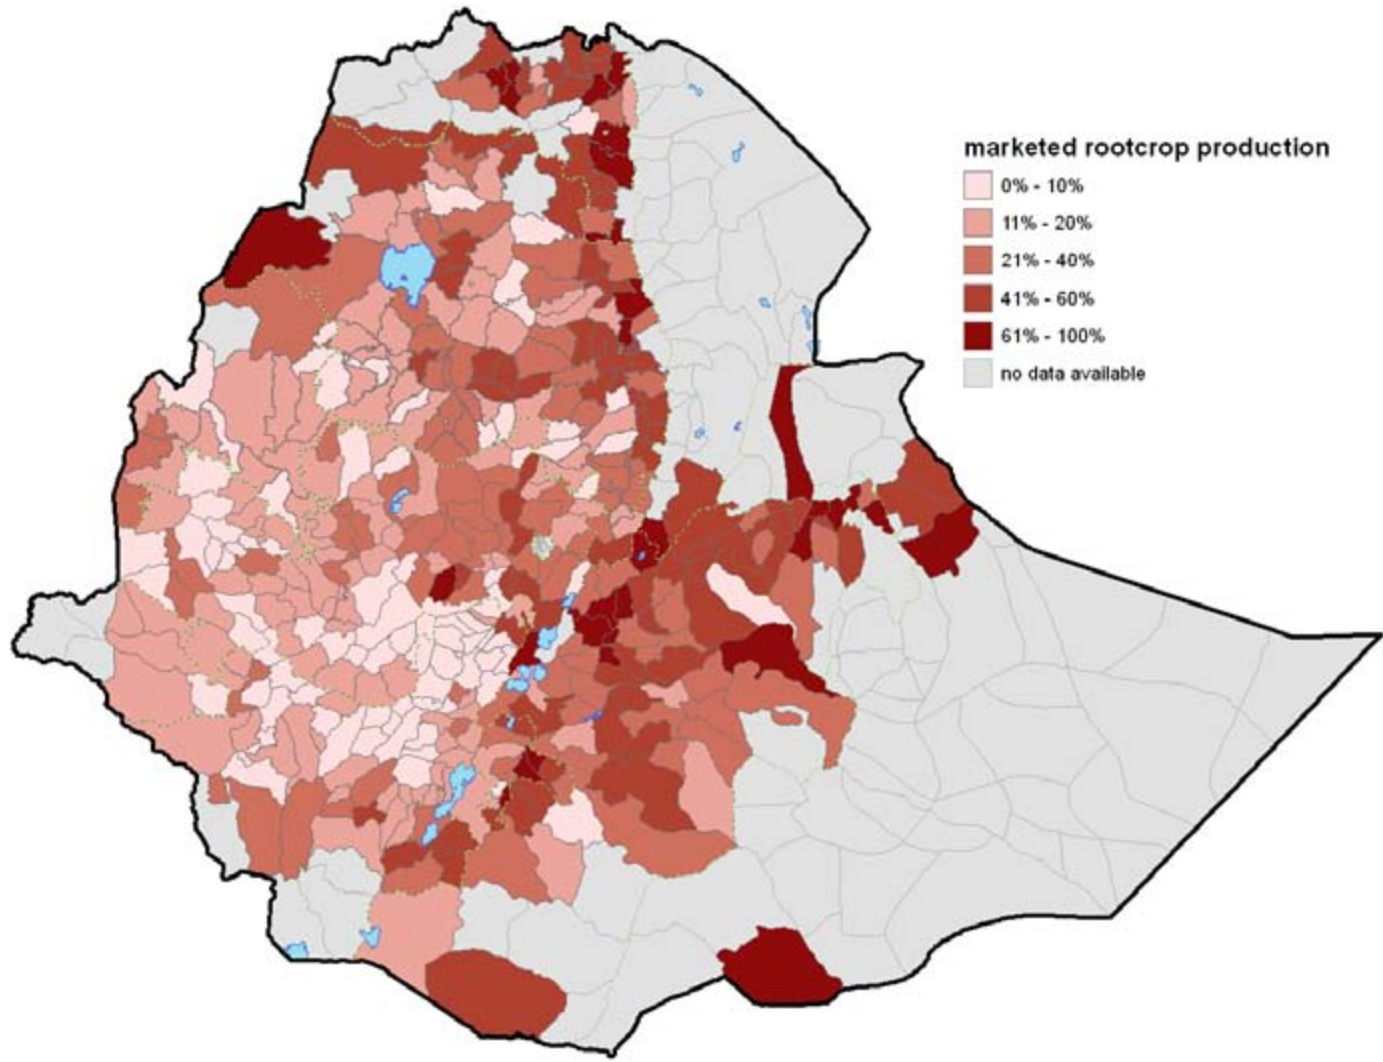 marketed rootcrop production
0% - 10%
11% - 20%
21% - 40%
41% - 60%
61% - 100%
no data available